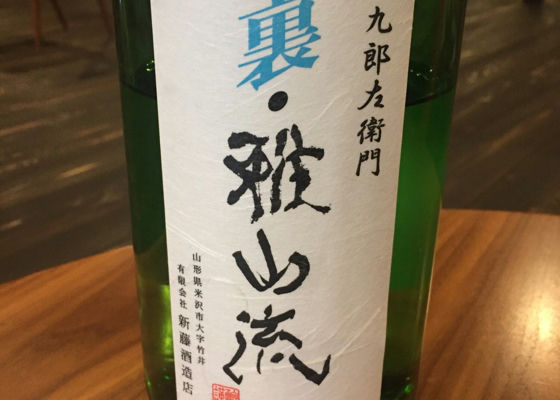 九郎左衛門
裏・雅山流
山形県米沢市大字竹井
有限会社 新藤酒造店